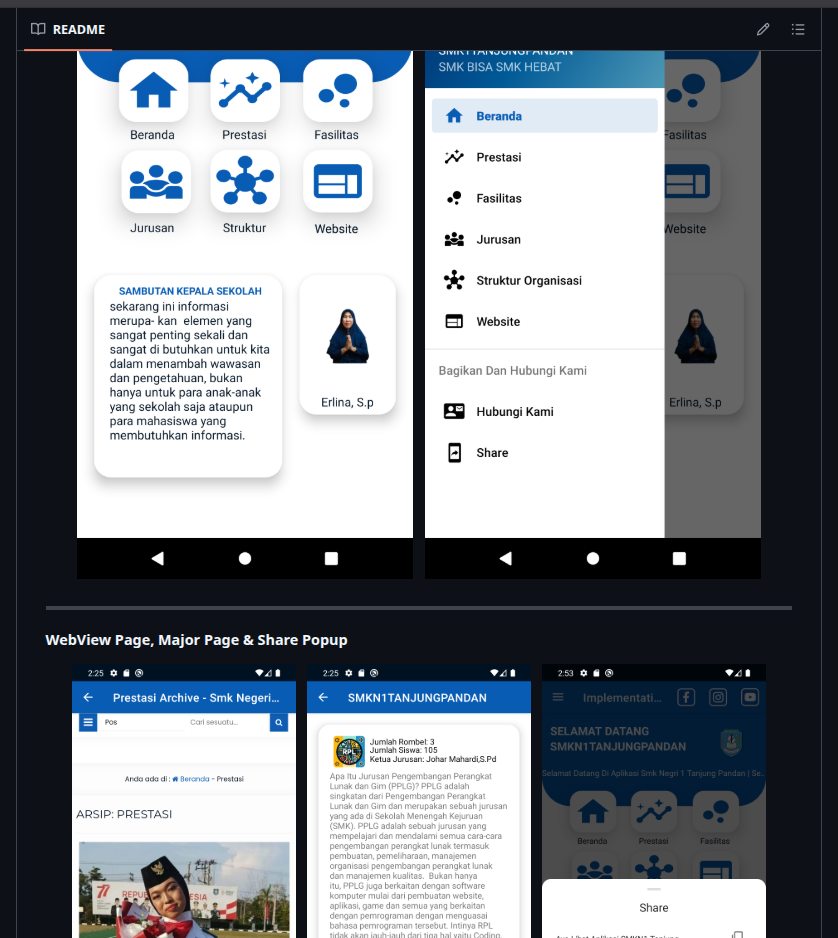 README
Beranda
Prestasi
Fasilitas
Jurusan
Struktur
Website
SAMBUTAN KEPALA SEKOLAH
sekarang ini informasi
merupa- kan elemen yang
sangat penting sekali dan
sangat di butuhkan untuk kita
dalam menambah wawasan
dan pengetahuan, bukan
hanya untuk para anak-anak
yang sekolah saja ataupun
para mahasiswa yang
membutuhkan informasi.
Erlina, S.p
SMKN1TANJUNGPANDAN
SMK BISA SMK HEBAT
Beranda
Prestasi
Fasilitas
Jurusan
Struktur Organisasi
Website
Bagikan Dan Hubungi Kami
Hubungi Kami
Share
Fasilitas
Website
Erlina, S.p
WebView Page, Major Page & Share Popup
2:25
Prestasi Archive - Smk Negeri...
Pos
Cari sesuatu...
Anda ada di : Beranda - Prestasi
ARSIP: PRESTASI
77
2:25
SMKN1TANJUNGPANDAN
RPL
Jumlah Rombel: 3
Jumlah Siswa: 105
Ketua Jurusan: Johar Mahardi,S.Pd
Apa Itu Jurusan Pengembangan Perangkat
Lunak dan Gim (PPLG)? PPLG adalah
singkatan dari Pengembangan Perangkat
Lunak dan Gim dan merupakan sebuah jurusan
yang ada di Sekolah Menengah Kejuruan
(SMK). PPLG adalah sebuah jurusan yang
mempelajari dan mendalami semua cara-cara
pengembangan perangkat lunak termasuk
pembuatan, pemeliharaan, manajemen
organisasi pengembangan perangkat lunak
dan manajemen kualitas. Bukan hanya
itu, PPLG juga berkaitan dengan software
komputer mulai dari pembuatan website,
aplikasi, game dan semua yang berkaitan
dengan pemrograman dengan menguasai
bahasa pemrograman tersebut. Intinya RPL
tidak akan jauh-jauh dari tiga hal yaitu Coding,
2:53
Implementati...
SELAMAT DATANG
SMKN1TANJUNGPANDAN
Selamat Datang Di Aplikasi Smk Negri 1 Tanjung Pandan | Se..
Beranda
Prestasi
Fasilitas
Share